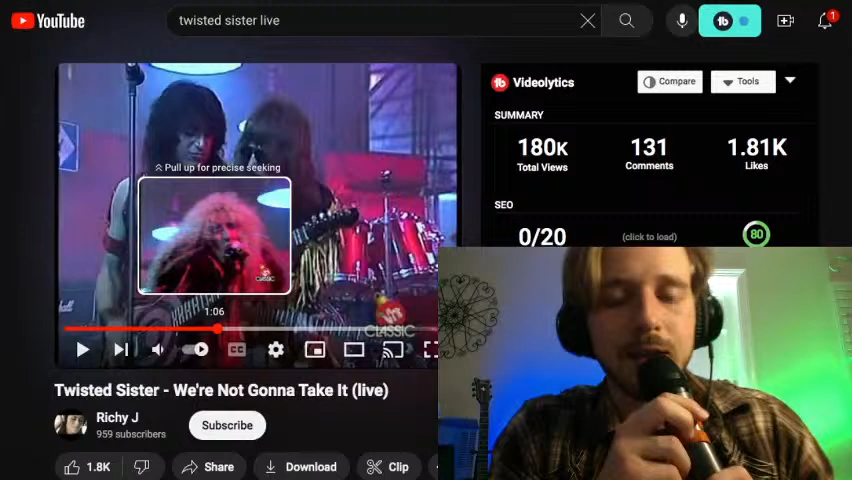 YouTube
twisted sister live
1
Videolytics
Compare
Tools
SUMMARY
180K
131
1.81K
Total Views
Comments
Likes
SEO
0/20
(click to load)
80
Pull up for precise seeking
CLASSIC
1:06
CLASSIC
CC
Twisted Sister - We're Not Gonna Take It (live)
Richy J
959 subscribers
Subscribe
1.8K
Share
Download
Clip